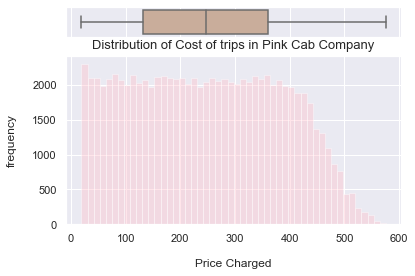 Distribution of Cost of trips in Pink Cab Company
2000
1500
1000
500
0
frequency
0 100 200 300 400 500 600
Price Charged